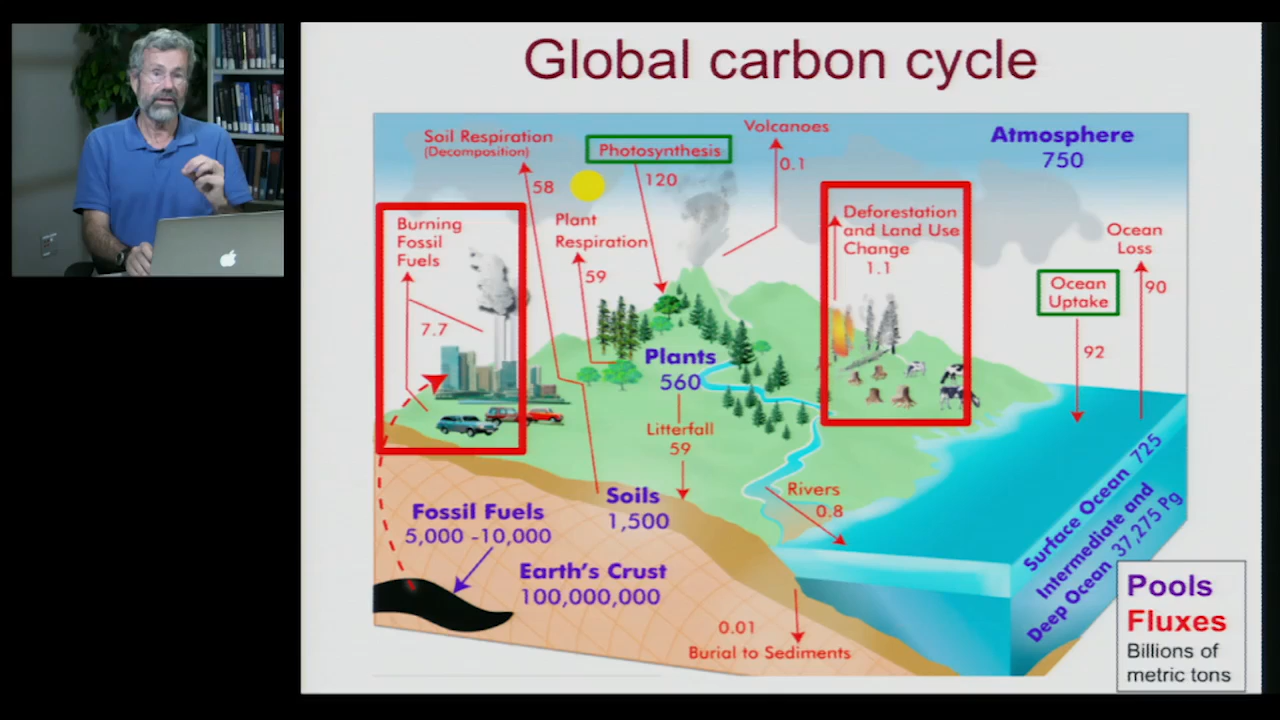 Global carbon cycle
Soil Respiration
(Decomposition)
58
Photosynthesis
120
Volcanoes
0.1
Atmosphere
750
Burning
Fossil
Fuels
7.7
Plant
Respiration
59
Deforestation
and Land Use
Change
1.1
Ocean
Loss
90
Ocean
Uptake
92
Plants
560
Litterfall
59
Soils
1,500
Rivers
0.8
Fossil Fuels
5,000 -10,000
Earth's Crust
100,000,000
0.01
Burial to Sediments
Surface Ocean 725
Intermediate and
Deep Ocean 37,275 Pg
Pools
Fluxes
Billions of
metric tons